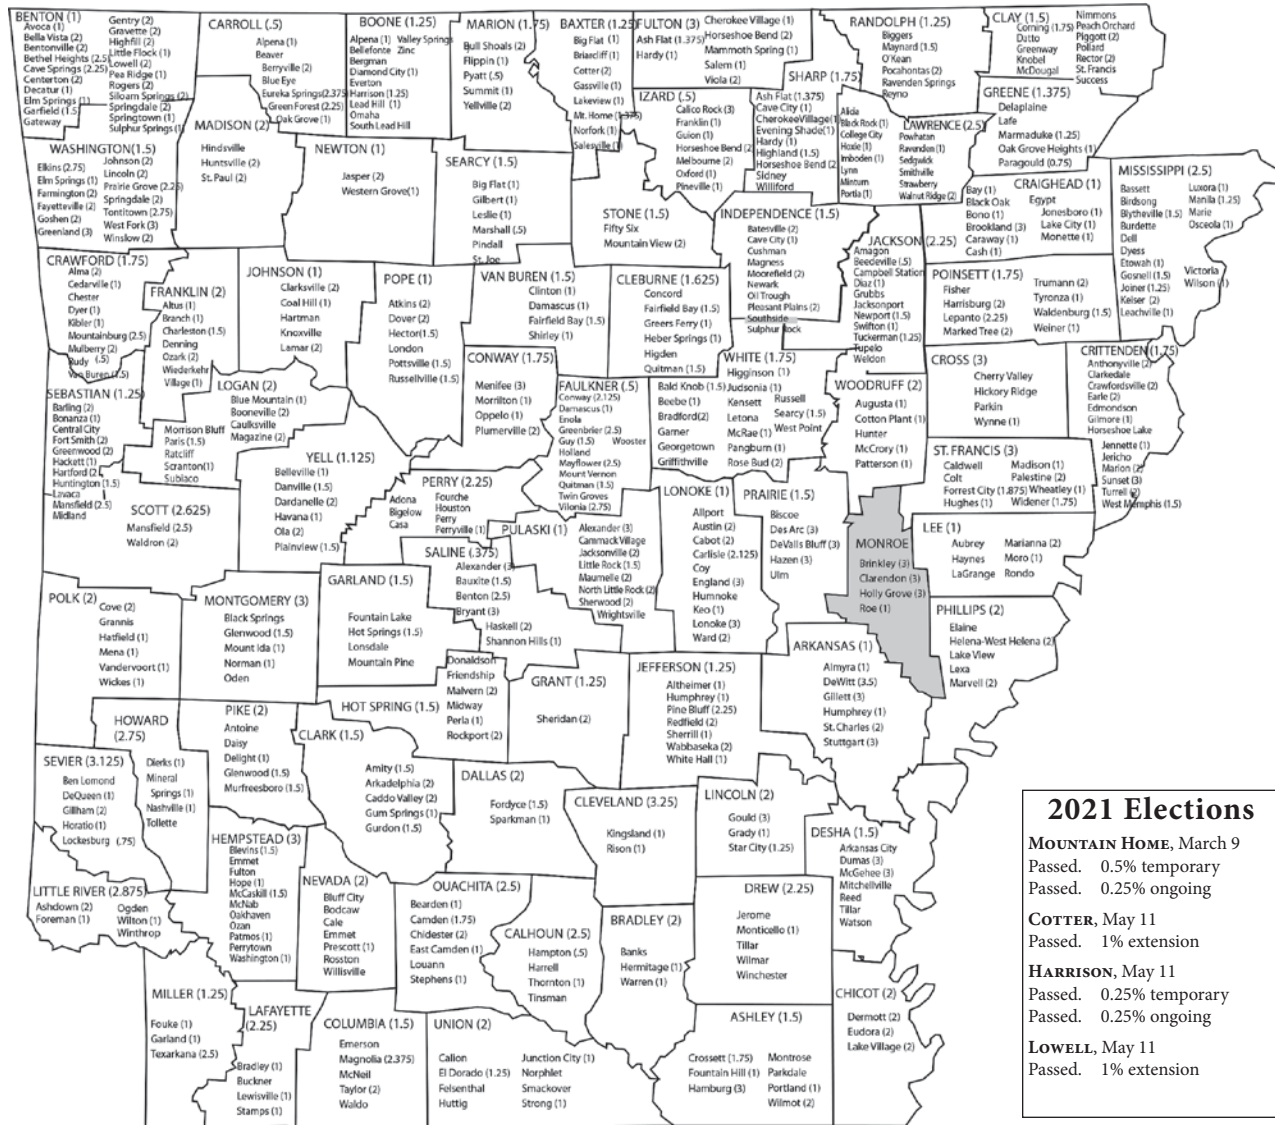 BENTON (1)
Avoca (1)
Bella Vista (2)
Bentonville (2)
Bethel Heights (2.5)
Cave Springs (2.25)
Centerton (2)
Decatur (1)
Elm Springs (1)
Garfield (1.5)
Gateway
Gentry (2)
Gravette (2)
Highfill (2)
Little Flock (1)
Lowell (2)
Pea Ridge (1)
Rogers (2)
Siloam Springs (2)
Springdale (2)
Springtown (1)
Sulphur Springs (1)
CARROLL (.5)
Alpena (1)
Beaver
Berryville (2)
Blue Eye
Eureka Springs(2.375)
Green Forest (2.25)
Oak Grove (1)
BOONE (1.25)
Alpena (1) Valley Springs
Bellefonte Zinc
Bergman
Diamond City (1)
Everton
Harrison (1.25)
Lead Hill (1)
Omaha
South Lead Hill
MARION (1.75)
Bull Shoals (2)
Flippin (1)
Pyatt (.5)
Summit (1)
Yellville (2)
BAXTER (1.25)
Big Flat (1)
Briarcliff (1)
Cotter (2)
Gassville (1)
Lakeview (1)
Mt. Home (1.375)
Norfork (1)
Salesville (1)
FULTON (3)
Ash Flat (1.375)
Hardy (1)
Cherokee Village (1)
Horseshoe Bend (2)
Mammoth Spring (1)
Salem (1)
Viola (2)
SHARP (1.75)
Ash Flat (1.375)
Cave City (1)
CherokeeVillage(1)
Evening Shade(1)
Hardy (1)
Highland (1.5)
Horseshoe Bend (2)
Sidney
Williford
RANDOLPH (1.25)
Biggers
Maynard (1.5)
O'Kean
Pocahontas (2)
Ravenden Springs
Reyno
CLAY (1.5)
Corning (1.75)
Datto
Greenway
Knobel
McDougal
Nimmons
Peach Orchard
Piggott (2)
Pollard
Rector (2)
St. Francis
Success
GREENE (1.375)
Delaplaine
Lafe
Marmaduke (1.25)
Oak Grove Heights (1)
Paragould (0.75)
MADISON (2)
Hindsville
Huntsville (2)
St. Paul (2)
WASHINGTON(1.5)
Elkins (2.75)
Elm Springs (1)
Farmington (2)
Fayetteville (2)
Goshen (2)
Greenland (3)
Johnson (2)
Lincoln (2)
Prairie Grove (2.25)
Springdale (2)
Tontitown (2.75)
West Fork (3)
Winslow (2)
NEWTON (1)
Jasper (2)
Western Grove(1)
SEARCY (1.5)
Big Flat (1)
Gilbert (1)
Leslie (1)
Marshall (.5)
Pindall
St. Joe
IZARD (.5)
Calico Rock (3)
Franklin (1)
Guion (1)
Horseshoe Bend (2)
Melbourne (2)
Oxford (1)
Pineville (1)
LAWRENCE (2.5)
Alicia
Black Rock (1)
College City
Hoxie (1)
Imboden (1)
Lynn
Minturn
Portia (1)
Powhatan
Ravenden (1)
Sedgwick
Smithville
Strawberry
Walnut Ridge (2)
STONE (1.5)
Fifty Six
Mountain View (2)
INDEPENDENCE (1.5)
Batesville (2)
Cave City (1)
Cushman
Magness
Moorefield (2)
Newark
Oil Trough
Pleasant Plains (2)
Southside
Sulphur Rock
CRAIGHEAD (1)
Bay (1)
Black Oak
Bono (1)
Brookland (3)
Caraway (1)
Cash (1)
Egypt
Jonesboro (1)
Lake City (1)
Monette (1)
MISSISSIPPI (2.5)
Bassett
Birdsong
Blytheville (1.5)
Burdette
Dell
Dyess
Etowah (1)
Gosnell (1.5)
Joiner (1.25)
Keiser (2)
Leachville (1)
Luxora (1)
Manila (1.25)
Marie
Osceola (1)
Victoria
Wilson (1)
JACKSON (2.25)
Amagon
Beedeville (.5)
Campbell Station
Diaz (1)
Grubbs
Jacksonport
Newport (1.5)
Swifton (1)
Tuckerman (1.25)
Tupelo
Weldon
POINSETT (1.75)
Fisher
Harrisburg (2)
Lepanto (2.25)
Marked Tree (2)
Trumann (2)
Tyronza (1)
Waldenburg (1.5)
Weiner (1)
CRAWFORD (1.75)
Alma (2)
Cedarville (1)
Chester
Dyer (1)
Kibler (1)
Mountainburg (2.5)
Mulberry (2)
Rudy (.5)
Van Buren (1.5)
FRANKLIN (2)
Altus (1)
Branch (1)
Charleston (1.5)
Denning
Ozark (2)
Wiederkehr
Village (1)
JOHNSON (1)
Clarksville (2)
Coal Hill (1)
Hartman
Knoxville
Lamar (2)
POPE (1)
Atkins (2)
Dover (2)
Hector(1.5)
London
Pottsville (1.5)
Russellville (1.5)
VAN BUREN (1.5)
Clinton (1)
Damascus (1)
Fairfield Bay (1.5)
Shirley (1)
CLEBURNE (1.625)
Concord
Fairfield Bay (1.5)
Greers Ferry (1)
Heber Springs (1)
Higden
Quitman (1.5)
CONWAY (1.75)
Menifee (3)
Morrilton (1)
Oppelo (1)
Plumerville (2)
FAULKNER (.5)
Conway (2.125)
Damascus (1)
Enola
Greenbrier (2.5)
Guy (1.5) Wooster
Holland
Mayflower (2.5)
Mount Vernon
Quitman (1.5)
Twin Groves
Vilonia (2.75)
WHITE (1.75)
Bald Knob (1.5)
Beebe (1)
Bradford(2)
Garner
Georgetown
Griffithville
Higginson (1)
Judsonia (1)
Kensett
Letona
McRae (1)
Pangburn (1)
Rose Bud (2)
Russell
Searcy (1.5)
West Point
WOODRUFF (2)
Augusta (1)
Cotton Plant (1)
Hunter
McCrory (1)
Patterson (1)
CROSS (3)
Cherry Valley
Hickory Ridge
Parkin
Wynne (1)
CRITTENDEN (1.75)
Anthonyville (2)
Clarkedale
Crawfordsville (2)
Earle (2)
Edmondson
Gilmore (1)
Horseshoe Lake
Jennette (1)
Jericho
Marion (2)
Sunset (3)
Turrell (2)
West Memphis (1.5)
SEBASTIAN (1.25)
Barling (2)
Bonanza (1)
Central City
Fort Smith (2)
Greenwood (2)
Hackett (1)
Hartford (2)
Huntington (1.5)
Lavaca
Mansfield (2.5)
Midland
LOGAN (2)
Blue Mountain (1)
Booneville (2)
Caulksville
Magazine (2)
Morrison Bluff
Paris (1.5)
Ratcliff
Scranton(1)
Subiaco
YELL (1.125)
Belleville (1)
Danville (1.5)
Dardanelle (2)
Havana (1)
Ola (2)
Plainview (1.5)
SCOTT (2.625)
Mansfield (2.5)
Waldron (2)
PERRY (2.25)
Adona
Bigelow
Casa
Fourche
Houston
Perry
Perryville (1)
PULASKI (1)
Alexander (3)
Cammack Village
Jacksonville (2)
Little Rock (1.5)
Maumelle (2)
North Little Rock (2)
Sherwood (2)
Wrightsville
LONOKE (1)
Allport
Austin (2)
Cabot (2)
Carlisle (2.125)
Coy
England (3)
Humnoke
Keo (1)
Lonoke (3)
Ward (2)
PRAIRIE (1.5)
Biscoe
Des Arc (3)
DeValls Bluff (3)
Hazen (3)
Ulm
ST. FRANCIS (3)
Caldwell
Colt
Forrest City (1.875)
Hughes (1)
Madison (1)
Palestine (2)
Wheatley (1)
Widener (1.75)
LEE (1)
Aubrey
Haynes
LaGrange
Marianna (2)
Moro (1)
Rondo
MONROE
Brinkley (3)
Clarendon (3)
Holly Grove (3)
Roe (1)
PHILLIPS (2)
Elaine
Helena-West Helena (2)
Lake View
Lexa
Marvell (2)
POLK (2)
Cove (2)
Grannis
Hatfield (1)
Mena (1)
Vandervoort (1)
Wickes (1)
MONTGOMERY (3)
Black Springs
Glenwood (1.5)
Mount Ida (1)
Norman (1)
Oden
GARLAND (1.5)
Fountain Lake
Hot Springs (1.5)
Lonsdale
Mountain Pine
SALINE (.375)
Alexander (3)
Bauxite (1.5)
Benton (2.5)
Bryant (3)
Haskell (2)
Shannon Hills (1)
HOT SPRING (1.5)
Donaldson
Friendship
Malvern (2)
Midway
Perla (1)
Rockport (2)
GRANT (1.25)
Sheridan (2)
JEFFERSON (1.25)
Altheimer (1)
Humphrey (1)
Pine Bluff (2.25)
Redfield (2)
Sherrill (1)
Wabbaseka (2)
White Hall (1)
ARKANSAS (1)
Almyra (1)
DeWitt (3.5)
Gillett (3)
Humphrey (1)
St. Charles (2)
Stuttgart (3)
HOWARD
(2.75)
Dierks (1)
Mineral
Springs (1)
Nashville (1)
Tollette
PIKE (2)
Antoine
Daisy
Delight (1)
Glenwood (1.5)
Murfreesboro (1.5)
CLARK (1.5)
Amity (1.5)
Arkadelphia (2)
Caddo Valley (2)
Gum Springs (1)
Gurdon (1.5)
SEVIER (3.125)
Ben Lomond
DeQueen (1)
Gillham (2)
Horatio (1)
Lockesburg (.75)
DALLAS (2)
Fordyce (1.5)
Sparkman (1)
CLEVELAND (3.25)
Kingsland (1)
Rison (1)
LINCOLN (2)
Gould (3)
Grady (1)
Star City (1.25)
DESHA (1.5)
Arkansas City
Dumas (3)
McGehee (3)
Mitchellville
Reed
Tillar
Watson
HEMPSTEAD (3)
Blevins (1.5)
Emmet
Fulton
Hope (1)
McCaskill (1.5)
McNab
Oakhaven
Ozan
Patmos (1)
Perrytown
Washington (1)
LITTLE RIVER (2.875)
Ashdown (2)
Foreman (1)
Ogden
Wilton (1)
Winthrop
NEVADA (2)
Bluff City
Bodcaw
Cale
Emmet
Prescott (1)
Rosston
Willisville
OUACHITA (2.5)
Bearden (1)
Camden (1.75)
Chidester (2)
East Camden (1)
Louann
Stephens (1)
CALHOUN (2.5)
Hampton (.5)
Harrell
Thornton (1)
Tinsman
BRADLEY (2)
Banks
Hermitage (1)
Warren (1)
DREW (2.25)
Jerome
Monticello (1)
Tillar
Wilmar
Winchester
MILLER (1.25)
Fouke (1)
Garland (1)
Texarkana (2.5)
LAFAYETTE
(2.25)
Bradley (1)
Buckner
Lewisville (1)
Stamps (1)
COLUMBIA (1.5)
Emerson
Magnolia (2.375)
McNeil
Taylor (2)
Waldo
UNION (2)
Calion
El Dorado (1.25)
Felsenthal
Huttig
Junction City (1)
Norphlet
Smackover
Strong (1)
ASHLEY (1.5)
Crossett (1.75)
Fountain Hill (1)
Hamburg (3)
Montrose
Parkdale
Portland (1)
Wilmot (2)
CHICOT (2)
Dermott (2)
Eudora (2)
Lake Village (2)
2021 Elections
MOUNTAIN HOME, March 9
Passed. 0.5% temporary
Passed. 0.25% ongoing
COTTER, May 11
Passed. 1% extension
HARRISON, May 11
Passed. 0.25% temporary
Passed. 0.25% ongoing
LOWELL, May 11
Passed. 1% extension